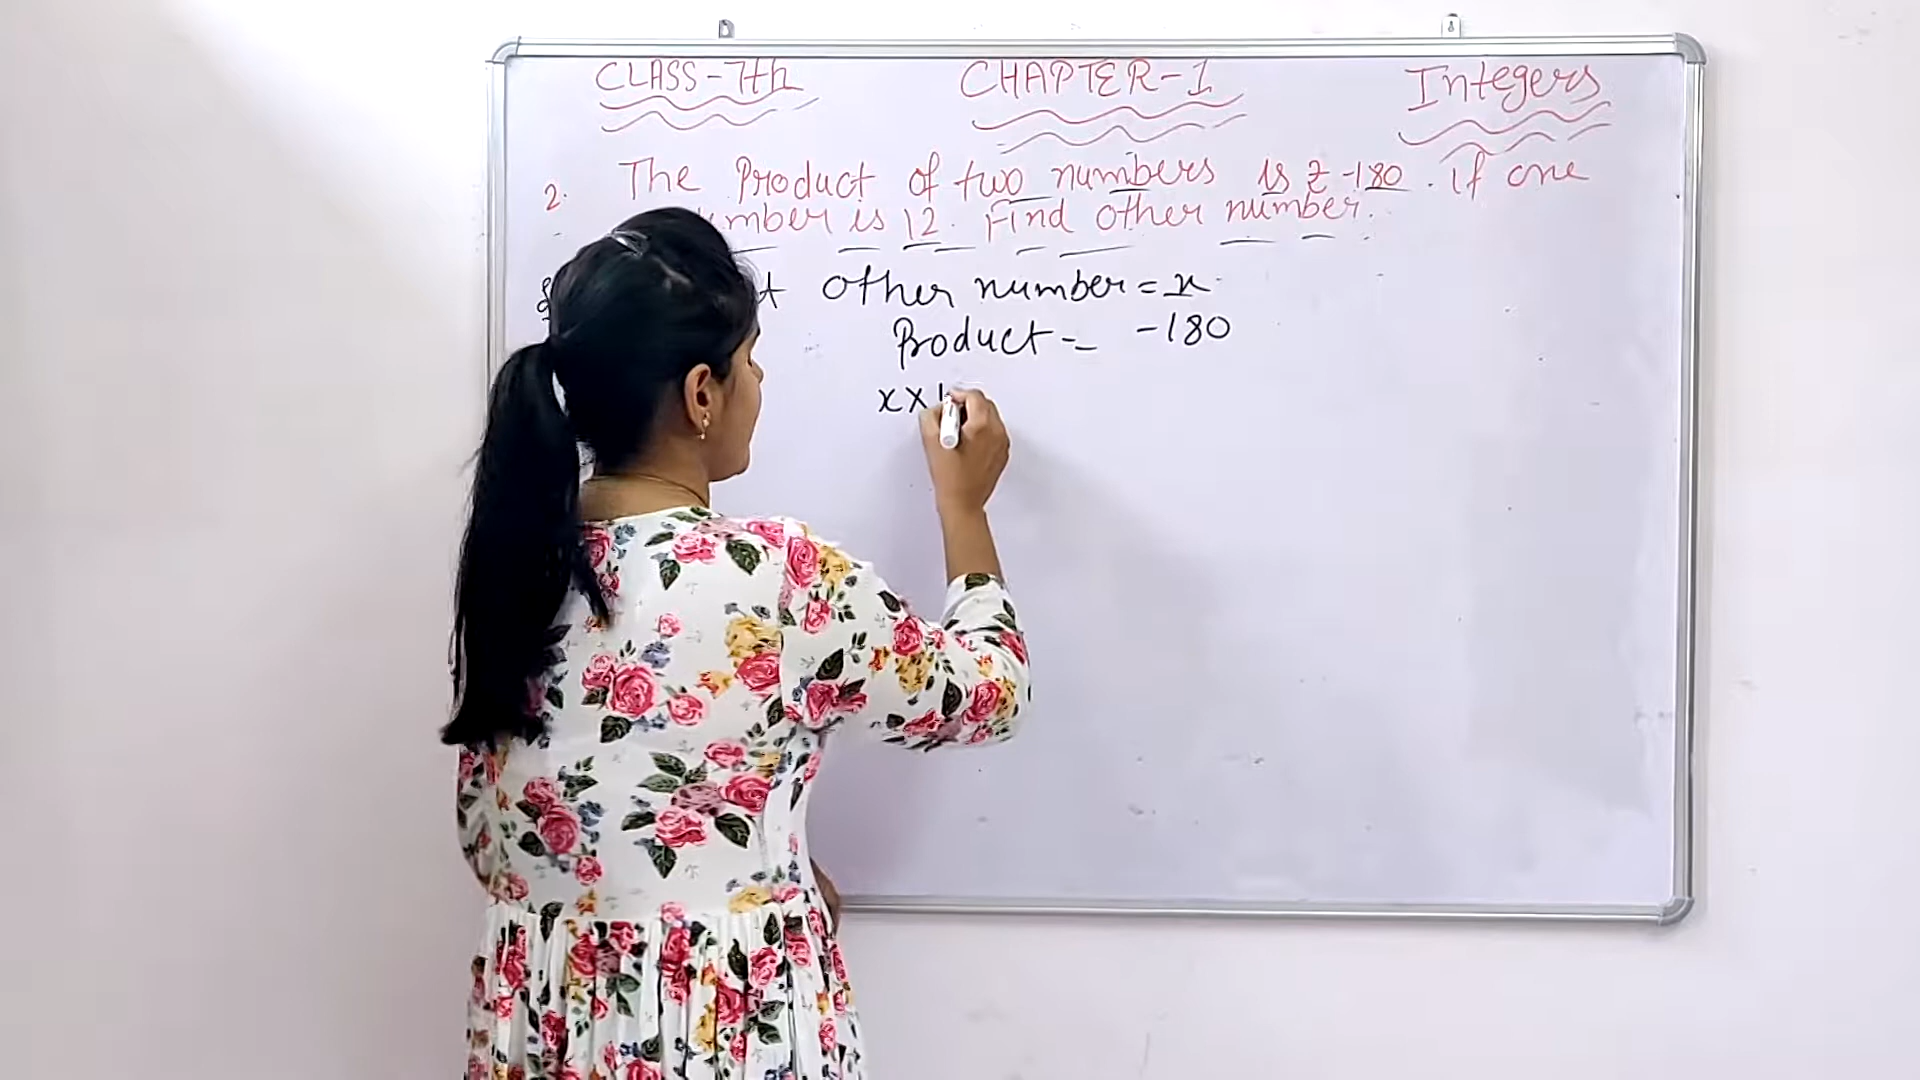 CLASS-7th CHAPTER-1 Integers
2. The Product of two numbers is -180. if one
number is 12. Find other number.
other number = x
Product = -180
x×1